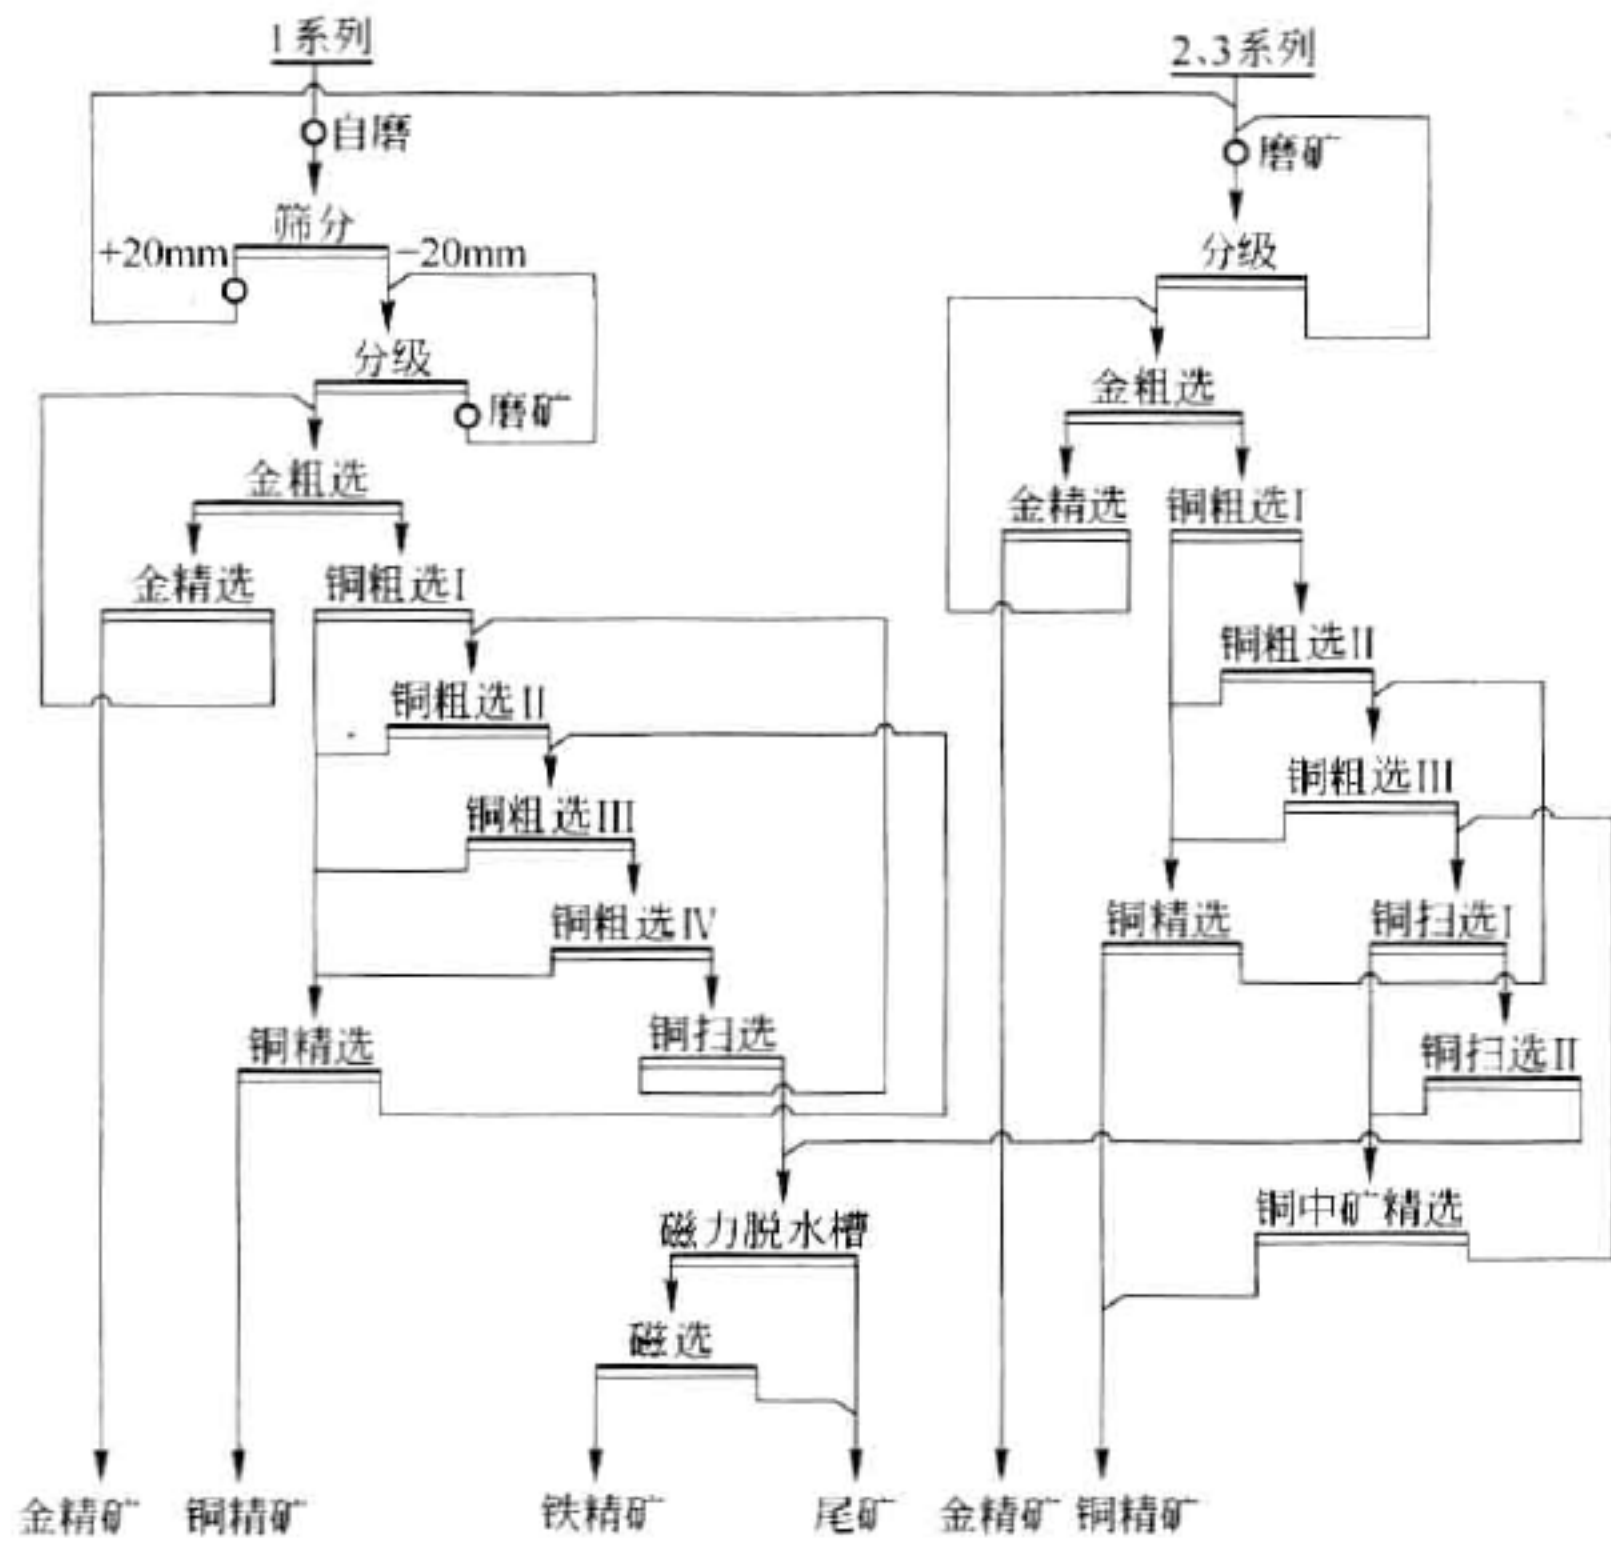 1系列
2、3系列
自磨
磨矿
筛分
+20mm
-20mm
分级
分级
磨矿
金粗选
金粗选
金精选
铜粗选I
金精选
铜粗选I
铜粗选II
铜粗选II
铜粗选III
铜粗选III
铜粗选IV
铜精选
铜扫选I
铜精选
铜扫选
铜扫选II
磁力脱水槽
铜中矿精选
磁选
金精矿
铜精矿
铁精矿
尾矿
金精矿
铜精矿